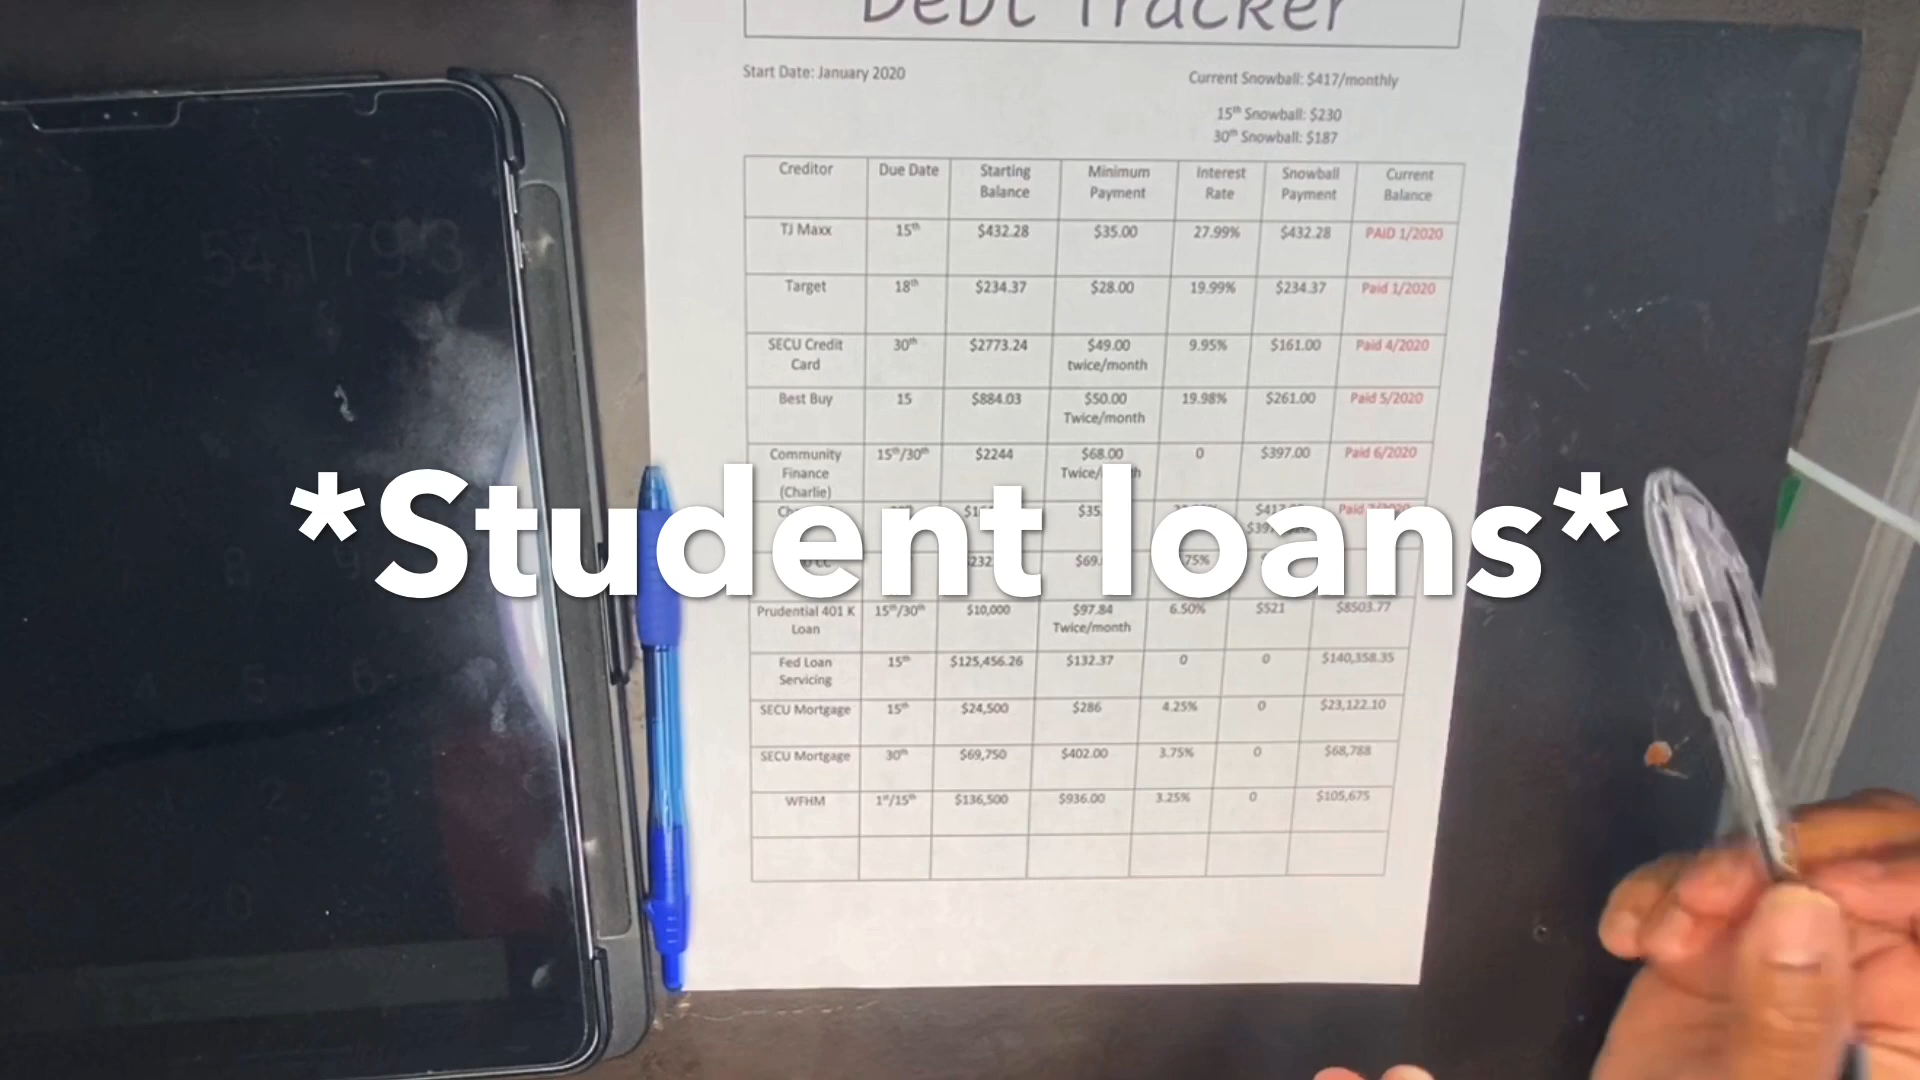 Debt Tracker
Start Date: January 2020
Current Snowball: $417/monthly
15th Snowball: $230
30th Snowball: $187
Creditor Due Date Starting Balance Minimum Payment Interest Rate Snowball Payment Current Balance
TJ Maxx 15th $432.28 $35.00 27.99% $432.28 PAID 1/2020
Target 18th $234.37 $28.00 19.99% $234.37 Paid 1/2020
SECU Credit Card 30th $2773.24 $49.00 twice/month 9.95% $161.00 Paid 4/2020
Best Buy 15 $884.03 $50.00 Twice/month 19.98% $261.00 Paid 5/2020
Community Finance (Charlie) 15th/30th $2244 $68.00 0 $397.00 Paid 6/2020
*Student loans*
Prudential 401 K Loan 15th/30th $10,000 $97.84 Twice/month 6.50% $521 $8503.77
Fed Loan Servicing 15th $125,456.26 $132.37 0 0 $140,358.35
SECU Mortgage 15th $24,500 $286 4.25% 0 $23,122.10
SECU Mortgage 30th $69,750 $402.00 3.75% 0 $68,788
WFHM 1st/15th $136,500 $936.00 3.25% 0 $105,675